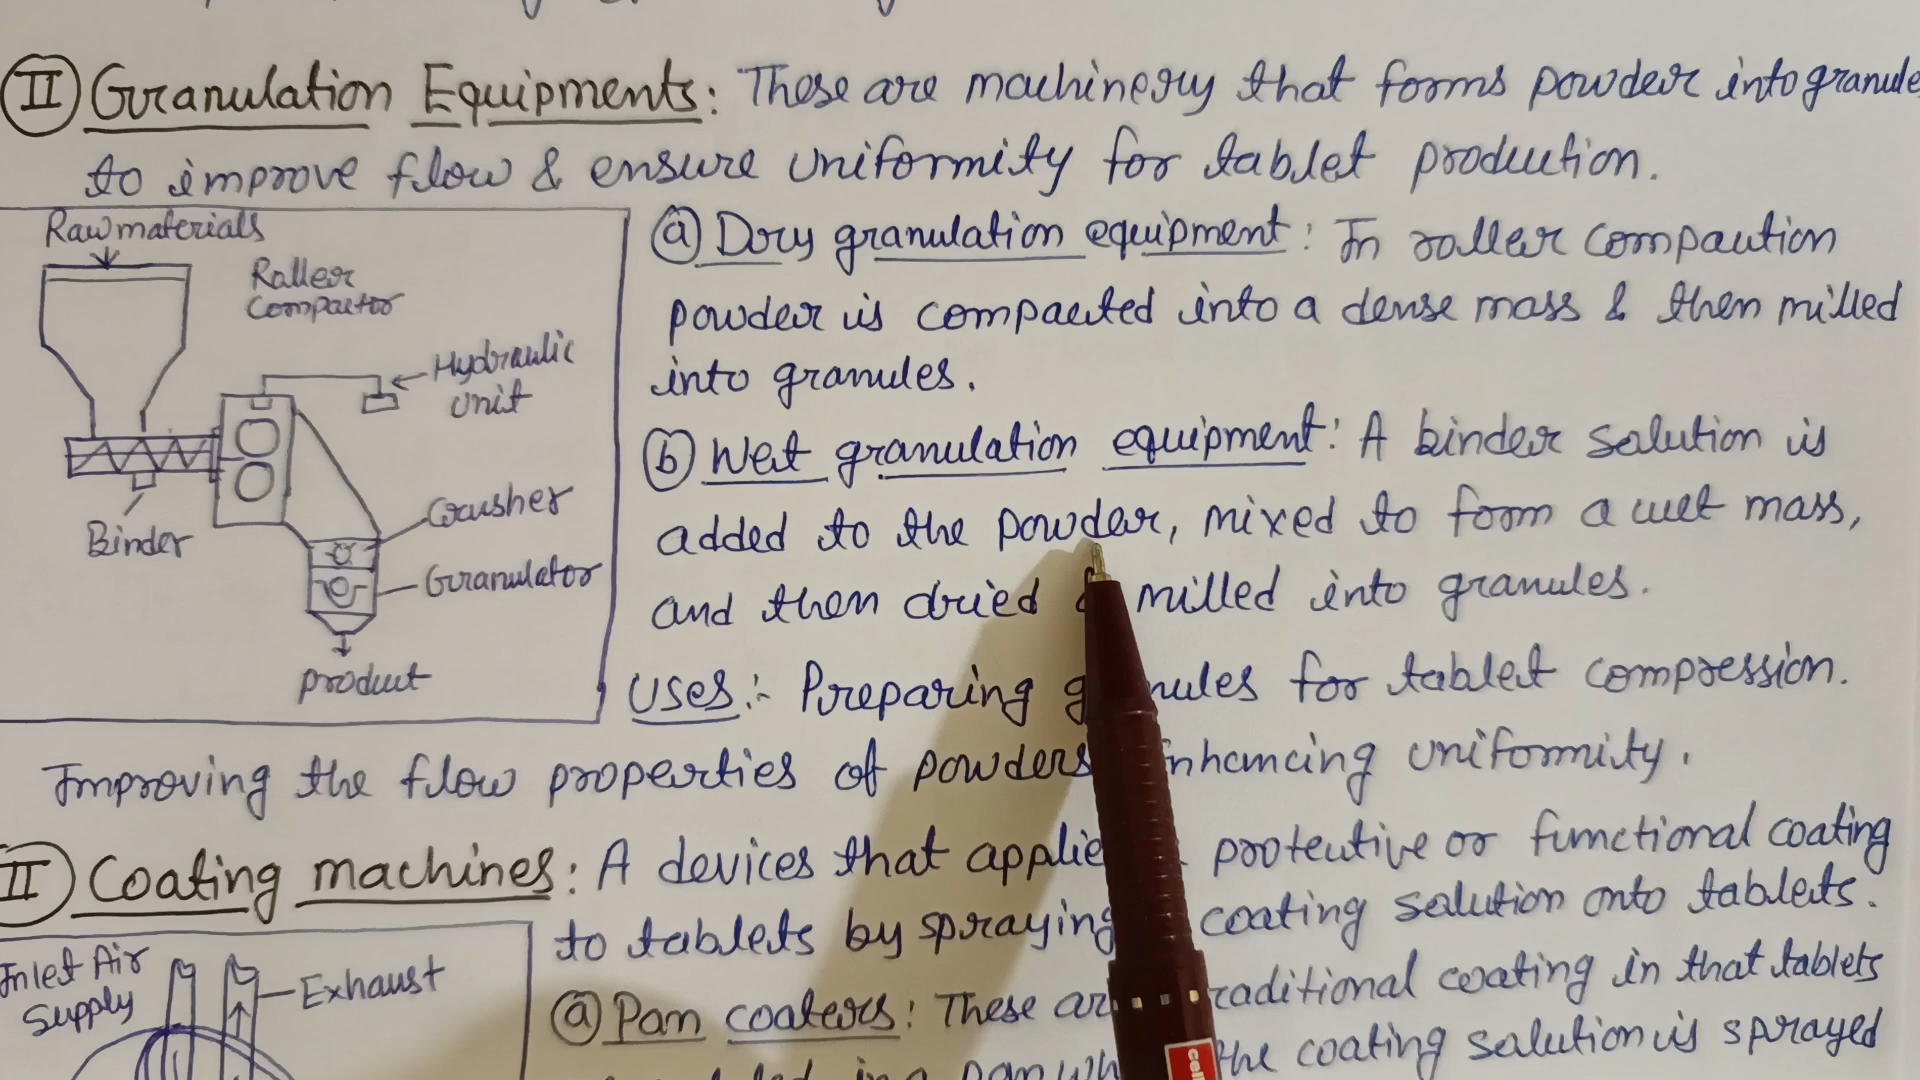 II Granulation Equipments: These are machinery that forms powder into granule
to improve flow & ensure uniformity for tablet production.
Raw materials
Roller
Compactor
Hydraulic
Unit
Binder
Crusher
Granulator
product
a Dry granulation equipment: In roller compaction
powder is compacted into a dense mass & then milled
into granules.
b Wet granulation equipment: A binder solution is
added to the powder, mixed to form a wet mass,
and then dried milled into granules.
Uses:- Preparing for tablet compression.
Improving the flow properties of powders uniformity.
II Coating machines: A devices that protective or functional coating
to tablets by spraying coating solution onto tablets.
Inlet Air
Supply
Exhaust
a Pan coaters: These coating in that tablets
in a pan the coating solution is sprayed
cell